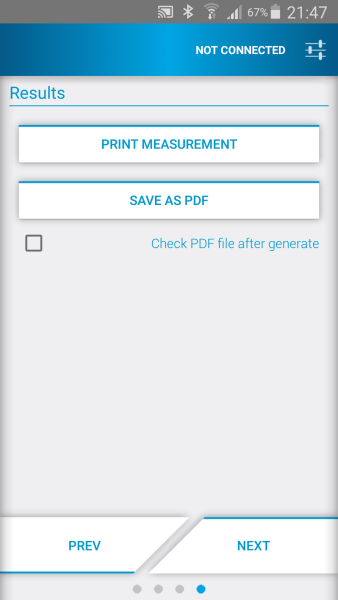 67% 21:47
NOT CONNECTED
Results
PRINT MEASUREMENT
SAVE AS PDF
Check PDF file after generate
PREV NEXT